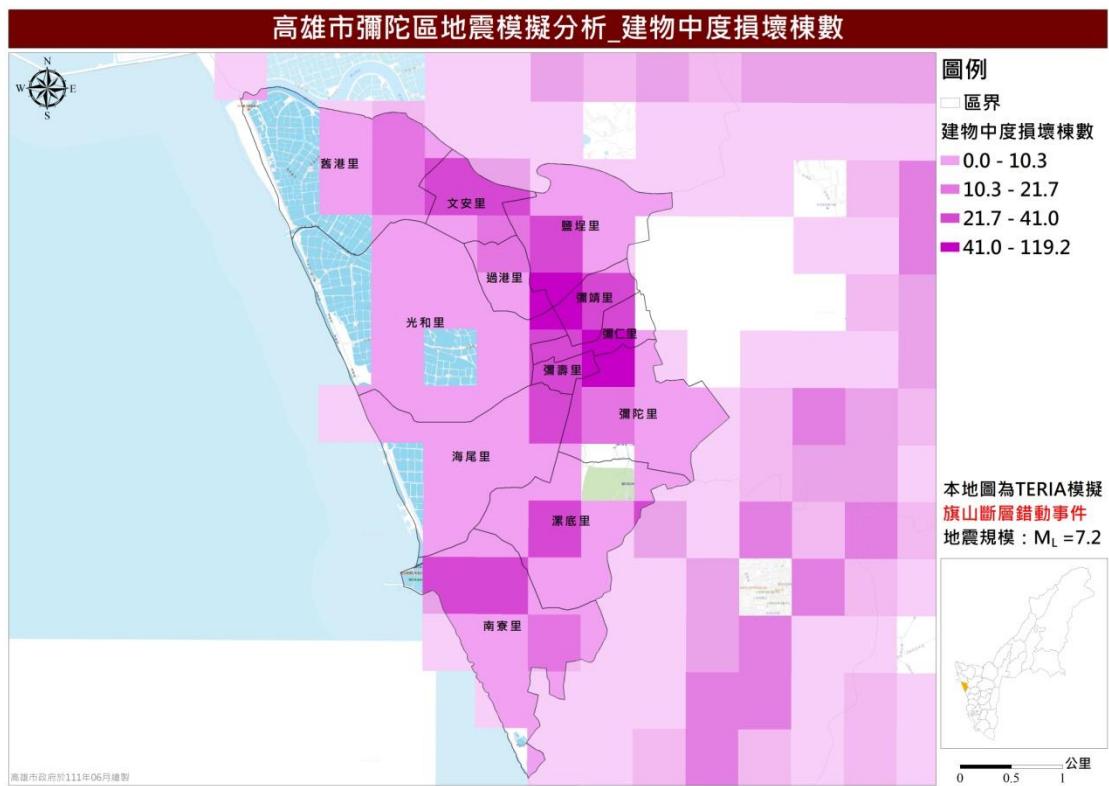 高雄市彌陀區地震模擬分析_建物中度損壞棟數
N
W
E
S
圖例
區界
建物中度損壞棟數
0.0 - 10.3
10.3 - 21.7
21.7 - 41.0
41.0 - 119.2
舊港里
文安里
鹽埕里
過港里
彌靖里
光和里
彌仁里
彌壽里
彌陀里
海尾里
漯底里
南寮里
本地圖為TERIA模擬
旗山斷層錯動事件
地震規模：ML =7.2
公里
0 0.5 1
高雄市政府於111年06月繪製